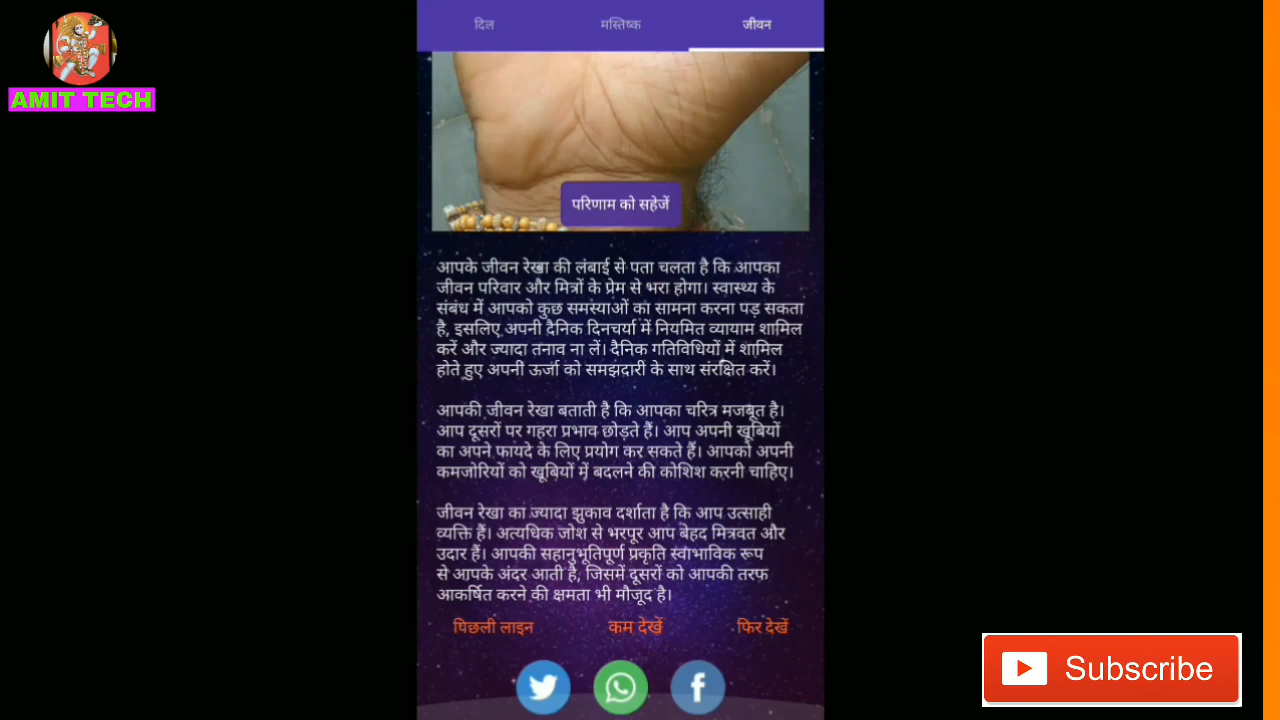 AMIT TECH
दिल मस्तिष्क जीवन
परिणाम को सहेजें
आपके जीवन रेखा की लंबाई से पता चलता है कि आपका
जीवन परिवार और मित्रों के प्रेम से भरा होगा। स्वास्थ्य के
संबंध में आपको कुछ समस्याओं का सामना करना पड़ सकता
है, इसलिए अपनी दैनिक दिनचर्या में नियमित व्यायाम शामिल
करें और ज्यादा तनाव ना लें। दैनिक गतिविधियों में शामिल
होते हुए अपनी ऊर्जा को समझदारी के साथ संरक्षित करें।
आपकी जीवन रेखा बताती है कि आपका चरित्र मजबूत है।
आप दूसरों पर गहरा प्रभाव छोड़ते हैं। आप अपनी खूबियों
का अपने फायदे के लिए प्रयोग कर सकते हैं। आपको अपनी
कमजोरियों को खूबियों में बदलने की कोशिश करनी चाहिए।
जीवन रेखा का ज्यादा झुकाव दर्शाता है कि आप उत्साही
व्यक्ति हैं। अत्यधिक जोश से भरपूर आप बेहद मित्रवत और
उदार हैं। आपकी सहानुभूतिपूर्ण प्रकृति स्वाभाविक रूप
से आपके अंदर आती है, जिसमें दूसरों को आपकी तरफ
आकर्षित करने की क्षमता भी मौजूद है।
पिछली लाइन कम देखें फिर देखें
Subscribe